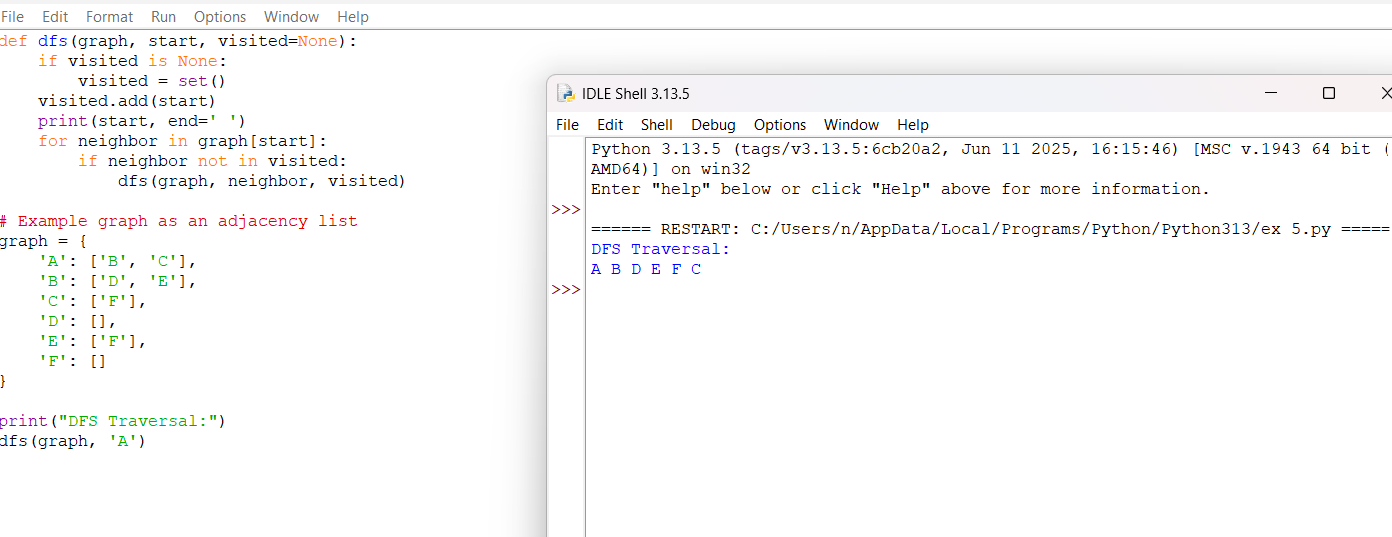 File Edit Format Run Options Window Help
def dfs(graph, start, visited=None):
    if visited is None:
        visited = set()
    visited.add(start)
    print(start, end=' ')
    for neighbor in graph[start]:
        if neighbor not in visited:
            dfs(graph, neighbor, visited)

# Example graph as an adjacency list
graph = {
    'A': ['B', 'C'],
    'B': ['D', 'E'],
    'C': ['F'],
    'D': [],
    'E': ['F'],
    'F': []
}

print("DFS Traversal:")
dfs(graph, 'A')
IDLE Shell 3.13.5
File Edit Shell Debug Options Window Help
Python 3.13.5 (tags/v3.13.5:6cb20a2, Jun 11 2025, 16:15:46) [MSC v.1943 64 bit (
AMD64)] on win32
Enter "help" below or click "Help" above for more information.
>>>
====== RESTART: C:/Users/n/AppData/Local/Programs/Python/Python313/ex 5.py =====
DFS Traversal:
A B D E F C
>>>